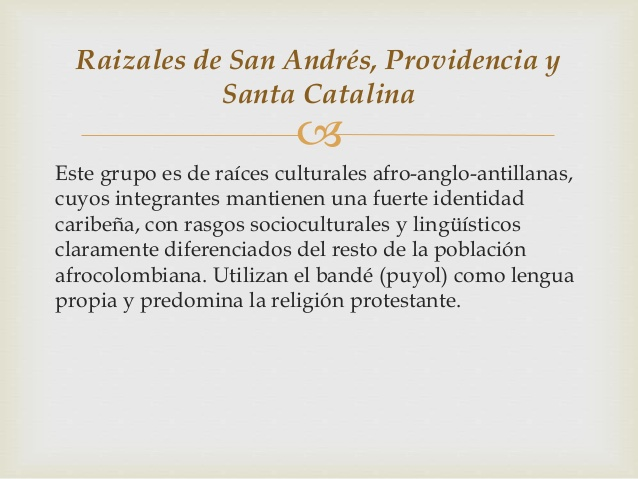 Raizales de San Andrés, Providencia y
Santa Catalina
Este grupo es de raíces culturales afro-anglo-antillanas,
cuyos integrantes mantienen una fuerte identidad
caribeña, con rasgos socioculturales y lingüísticos
claramente diferenciados del resto de la población
afrocolombiana. Utilizan el bandé (puyol) como lengua
propia y predomina la religión protestante.